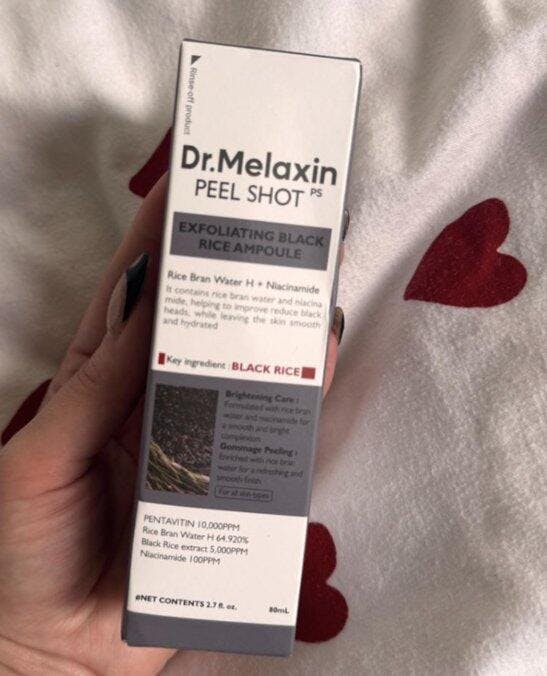 Rinse-off product
Dr.Melaxin
PEEL SHOT PS
EXFOLIATING BLACK
RICE AMPOULE
Rice Bran Water H + Niacinamide
It contains rice bran water and niacina
mide, helping to improve reduce black
heads, while leaving the skin smooth
and hydrated
Key ingredient : BLACK RICE
Brightening Care :
Formulated with rice bran
water and niacinamide for
a smooth and bright
complexion
Gommage Peeling :
Enriched with rice bran
water for a refreshing and
smooth finish
For all skin types
PENTAVITIN 10,000PPM
Rice Bran Water H 64.920%
Black Rice extract 5,000PPM
Niacinamide 100PPM
#NET CONTENTS 2.7 fl. oz. 80mL